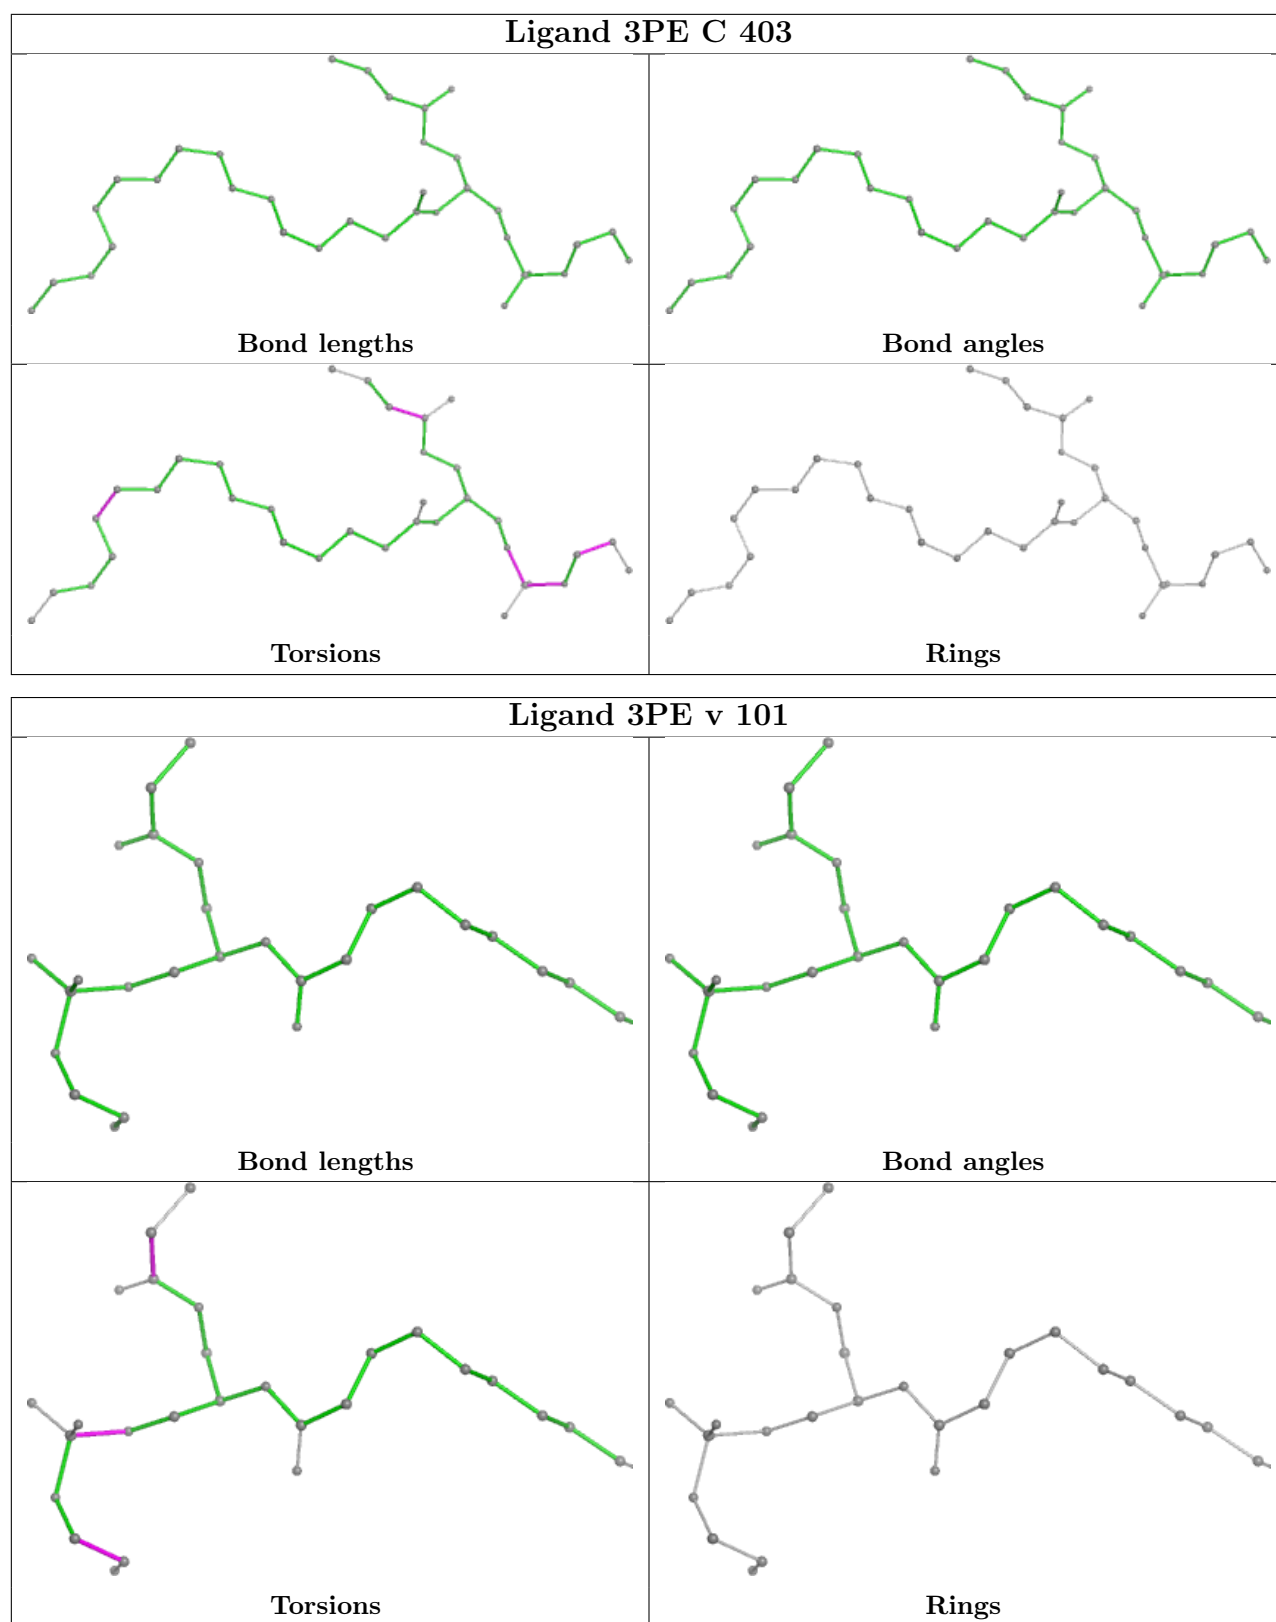 Ligand 3PE C 403
Bond lengths
Bond angles
Torsions
Rings
Ligand 3PE v 101
Bond lengths
Bond angles
Torsions
Rings